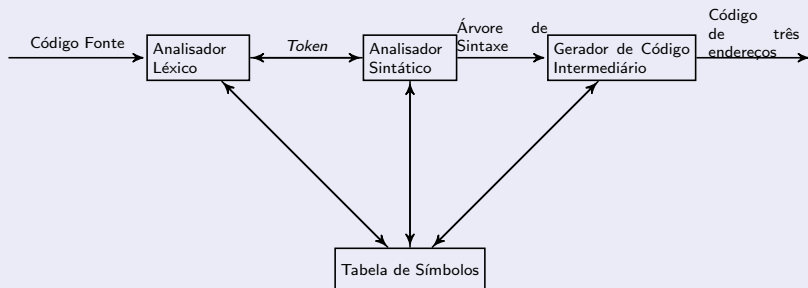 Código Fonte
Analisador
Léxico
Token
Analisador
Sintático
Árvore de
Sintaxe
Gerador de Código
Intermediário
Código
de três
endereços
Tabela de Símbolos